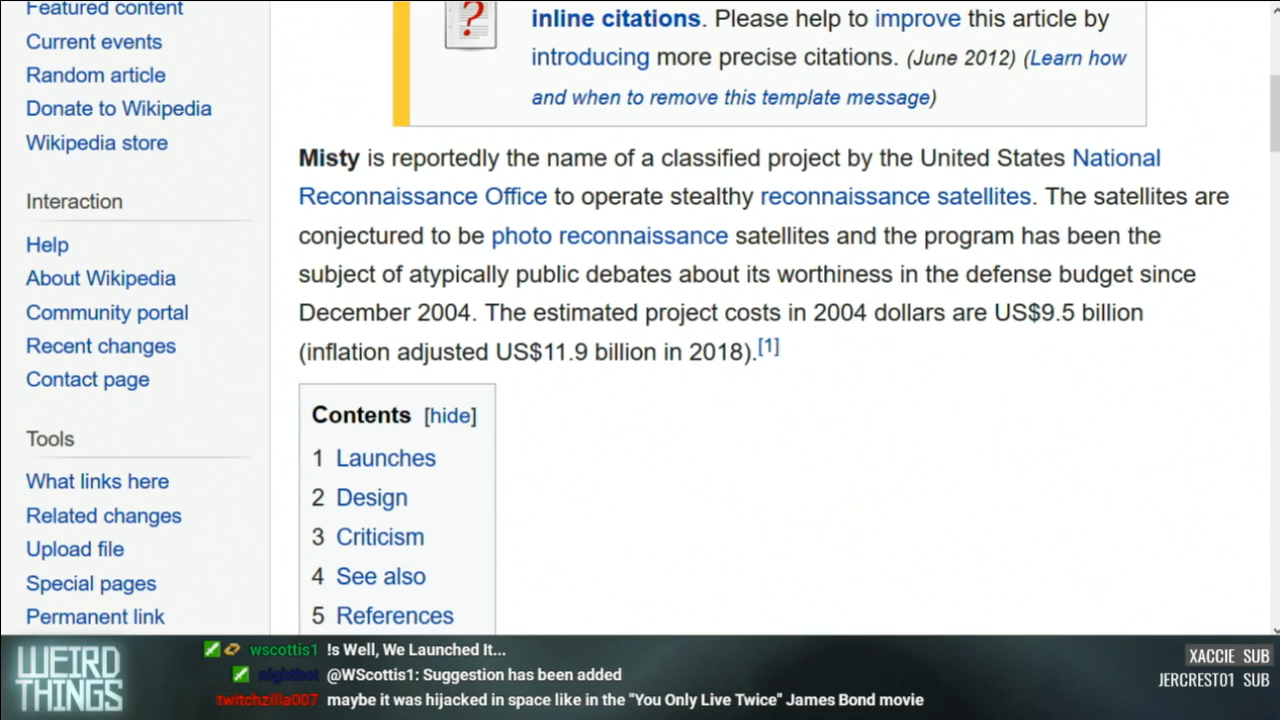 Featured content
Current events
Random article
Donate to Wikipedia
Wikipedia store
Interaction
Help
About Wikipedia
Community portal
Recent changes
Contact page
Tools
What links here
Related changes
Upload file
Special pages
Permanent link
?
inline citations. Please help to improve this article by
introducing more precise citations. (June 2012) (Learn how
and when to remove this template message)
Misty is reportedly the name of a classified project by the United States National
Reconnaissance Office to operate stealthy reconnaissance satellites. The satellites are
conjectured to be photo reconnaissance satellites and the program has been the
subject of atypically public debates about its worthiness in the defense budget since
December 2004. The estimated project costs in 2004 dollars are US$9.5 billion
(inflation adjusted US$11.9 billion in 2018).[1]
Contents [hide]
1 Launches
2 Design
3 Criticism
4 See also
5 References
WEIRD
THINGS
wscottis1 !s Well, We Launched It...
nightbot @WScottis1: Suggestion has been added
twitchzilla007 maybe it was hijacked in space like in the "You Only Live Twice" James Bond movie
XACCIE SUB
JERCREST01 SUB